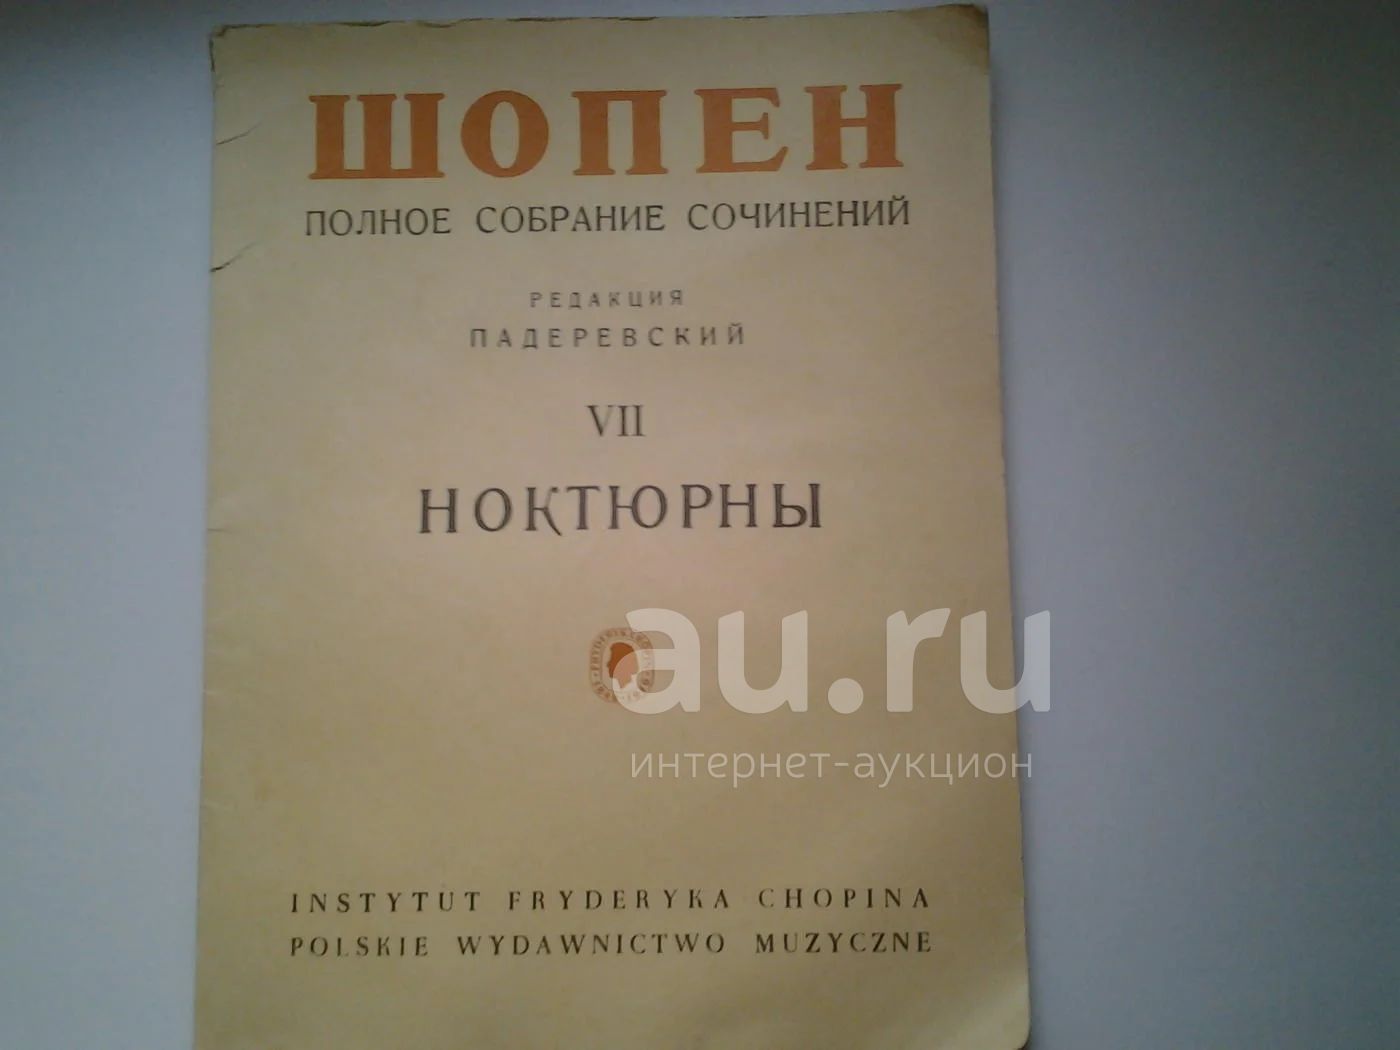 ШОПЕН
ПОЛНОЕ СОБРАНИЕ СОЧИНЕНИЙ
РЕДАКЦИЯ
ПАДЕРЕВСКИЙ
VII
НОКТЮРНЫ
au.ru
интернет-аукцион
INSTYTUT FRYDERYKA CHOPINA
POLSKIE WYDAWNICTWO MUZYCZNE